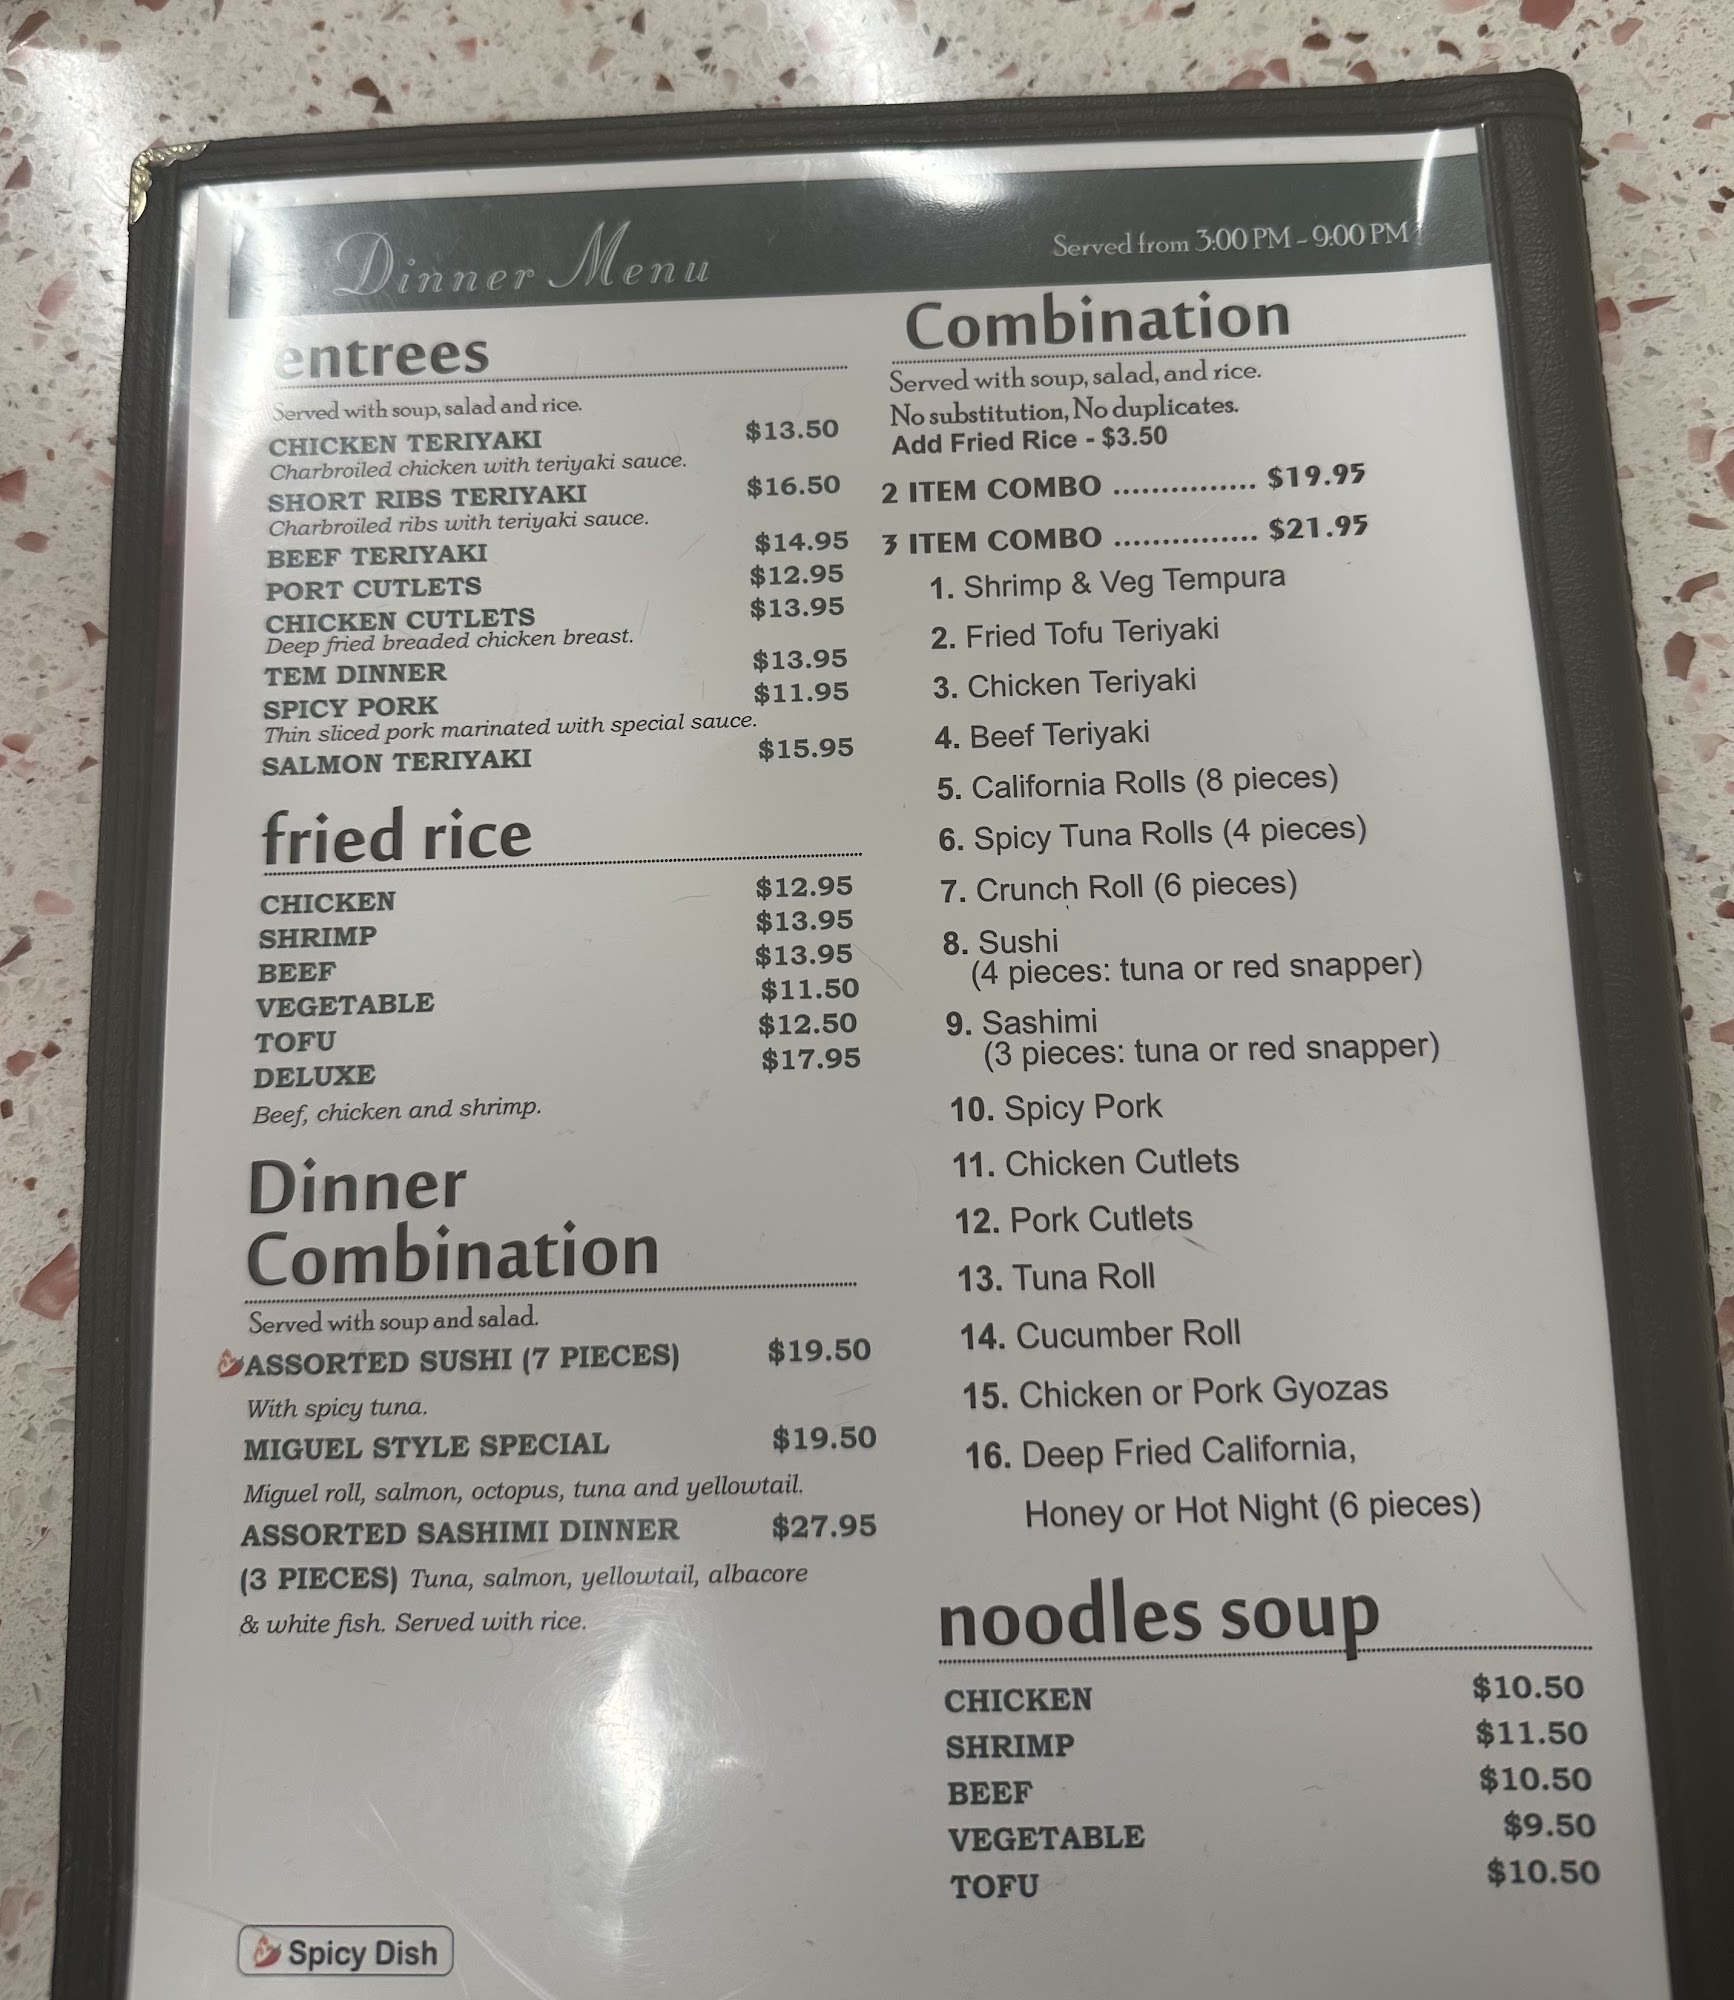 Dinner Menu
Served from 3:00 PM - 9:00 PM
entrees
Served with soup, salad and rice.
CHICKEN TERIYAKI $13.50
Charbroiled chicken with teriyaki sauce.
SHORT RIBS TERIYAKI $16.50
Charbroiled ribs with teriyaki sauce.
BEEF TERIYAKI $14.95
PORT CUTLETS $12.95
CHICKEN CUTLETS $13.95
Deep fried breaded chicken breast.
TEM DINNER $13.95
SPICY PORK $11.95
Thin sliced pork marinated with special sauce.
SALMON TERIYAKI $15.95
fried rice
CHICKEN $12.95
SHRIMP $13.95
BEEF $13.95
VEGETABLE $11.50
TOFU $12.50
DELUXE $17.95
Beef, chicken and shrimp.
Dinner
Combination
Served with soup and salad.
ASSORTED SUSHI (7 PIECES) $19.50
With spicy tuna.
MIGUEL STYLE SPECIAL $19.50
Miguel roll, salmon, octopus, tuna and yellowtail.
ASSORTED SASHIMI DINNER $27.95
(3 PIECES) Tuna, salmon, yellowtail, albacore
& white fish. Served with rice.
Spicy Dish
Combination
Served with soup, salad, and rice.
No substitution, No duplicates.
Add Fried Rice - $3.50
2 ITEM COMBO ............... $19.95
3 ITEM COMBO ............... $21.95
1. Shrimp & Veg Tempura
2. Fried Tofu Teriyaki
3. Chicken Teriyaki
4. Beef Teriyaki
5. California Rolls (8 pieces)
6. Spicy Tuna Rolls (4 pieces)
7. Crunch Roll (6 pieces)
8. Sushi
(4 pieces: tuna or red snapper)
9. Sashimi
(3 pieces: tuna or red snapper)
10. Spicy Pork
11. Chicken Cutlets
12. Pork Cutlets
13. Tuna Roll
14. Cucumber Roll
15. Chicken or Pork Gyozas
16. Deep Fried California,
Honey or Hot Night (6 pieces)
noodles soup
CHICKEN $10.50
SHRIMP $11.50
BEEF $10.50
VEGETABLE $9.50
TOFU $10.50